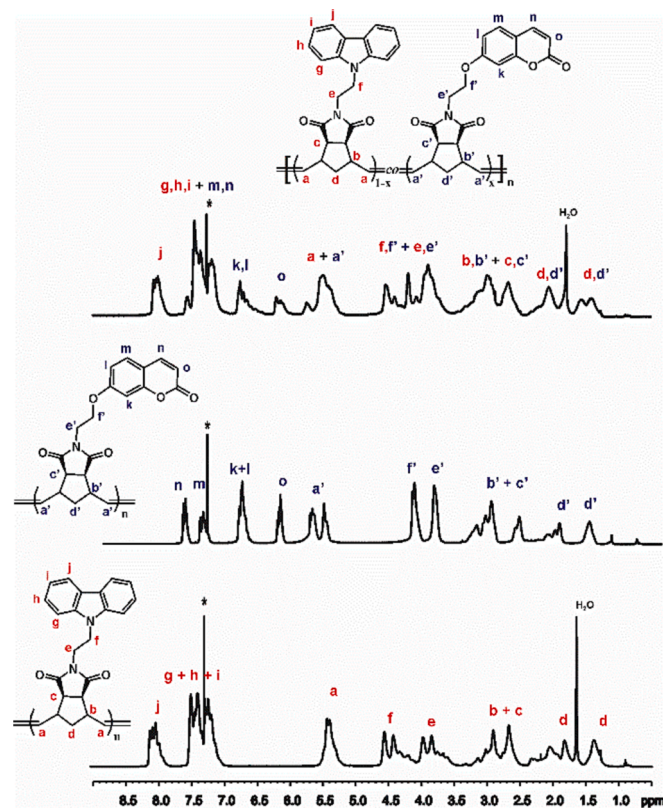 j
i
h
g
N
f
e
N
O
O
c
b
a
d
a
1-x
co
m
n
l
o
k
O
O
O
f'
e'
N
O
O
c'
b'
a'
d'
a'
x
n
g,h,i + m,n
*
j
k,l
o
a + a'
f,f' + e,e'
b,b' + c,c'
d,d'
H₂O
d,d'
m
n
l
o
k
O
O
O
e'
f'
N
O
O
c'
b'
a'
d'
a'
n
n
m
*
k+l
o
a'
f'
e'
b' + c'
d'
d'
j
i
h
g
N
e
f
N
O
O
c
b
a
d
a
n
j
g + h + i
*
a
f
e
b + c
d
H₂O
d
8.5 8.0 7.5 7.0 6.5 6.0 5.5 5.0 4.5 4.0 3.5 3.0 2.5 2.0 1.5 1.0 ppm